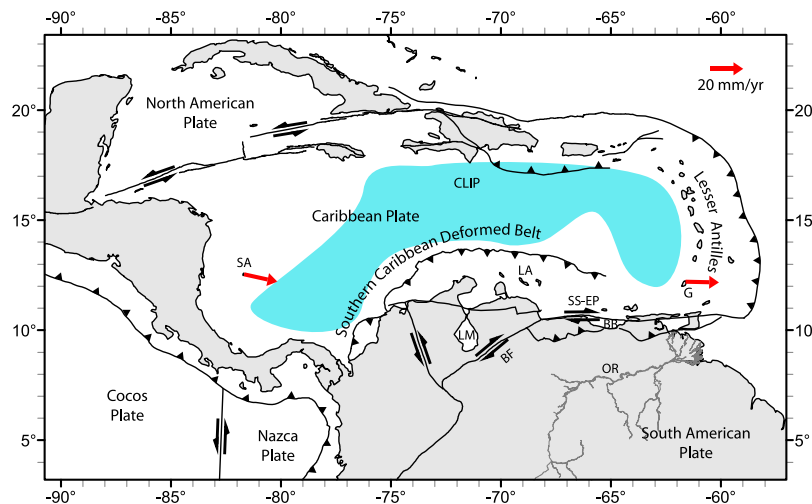 -90° -85° -80° -75° -70° -65° -60°
20 mm/yr
North American
Plate
20° 20°
CLIP
Lesser Antilles
Caribbean Plate
15° 15°
Southern Caribbean Deformed Belt
SA
LA
G
SS-EP
10° 10°
LM
BB
BF
OR
Cocos
Plate
Nazca
Plate
South American
Plate
5° 5°
-90° -85° -80° -75° -70° -65° -60°